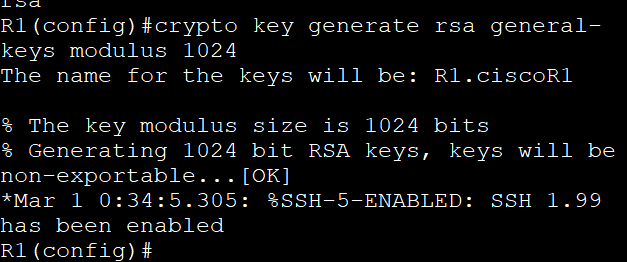 rsa
R1(config)#crypto key generate rsa general-
keys modulus 1024
The name for the keys will be: R1.ciscoR1
% The key modulus size is 1024 bits
% Generating 1024 bit RSA keys, keys will be
non-exportable...[OK]
*Mar 1 0:34:5.305: %SSH-5-ENABLED: SSH 1.99
has been enabled
R1(config)#